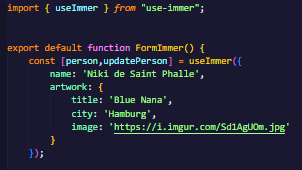 import { useImmer } from "use-immer";
export default function FormImmer() {
const [person,updatePerson] = useImmer({
name: 'Niki de Saint Phalle',
artwork: {
title: 'Blue Nana',
city: 'Hamburg',
image: 'https://i.imgur.com/Sd1AgUOm.jpg'
}
});